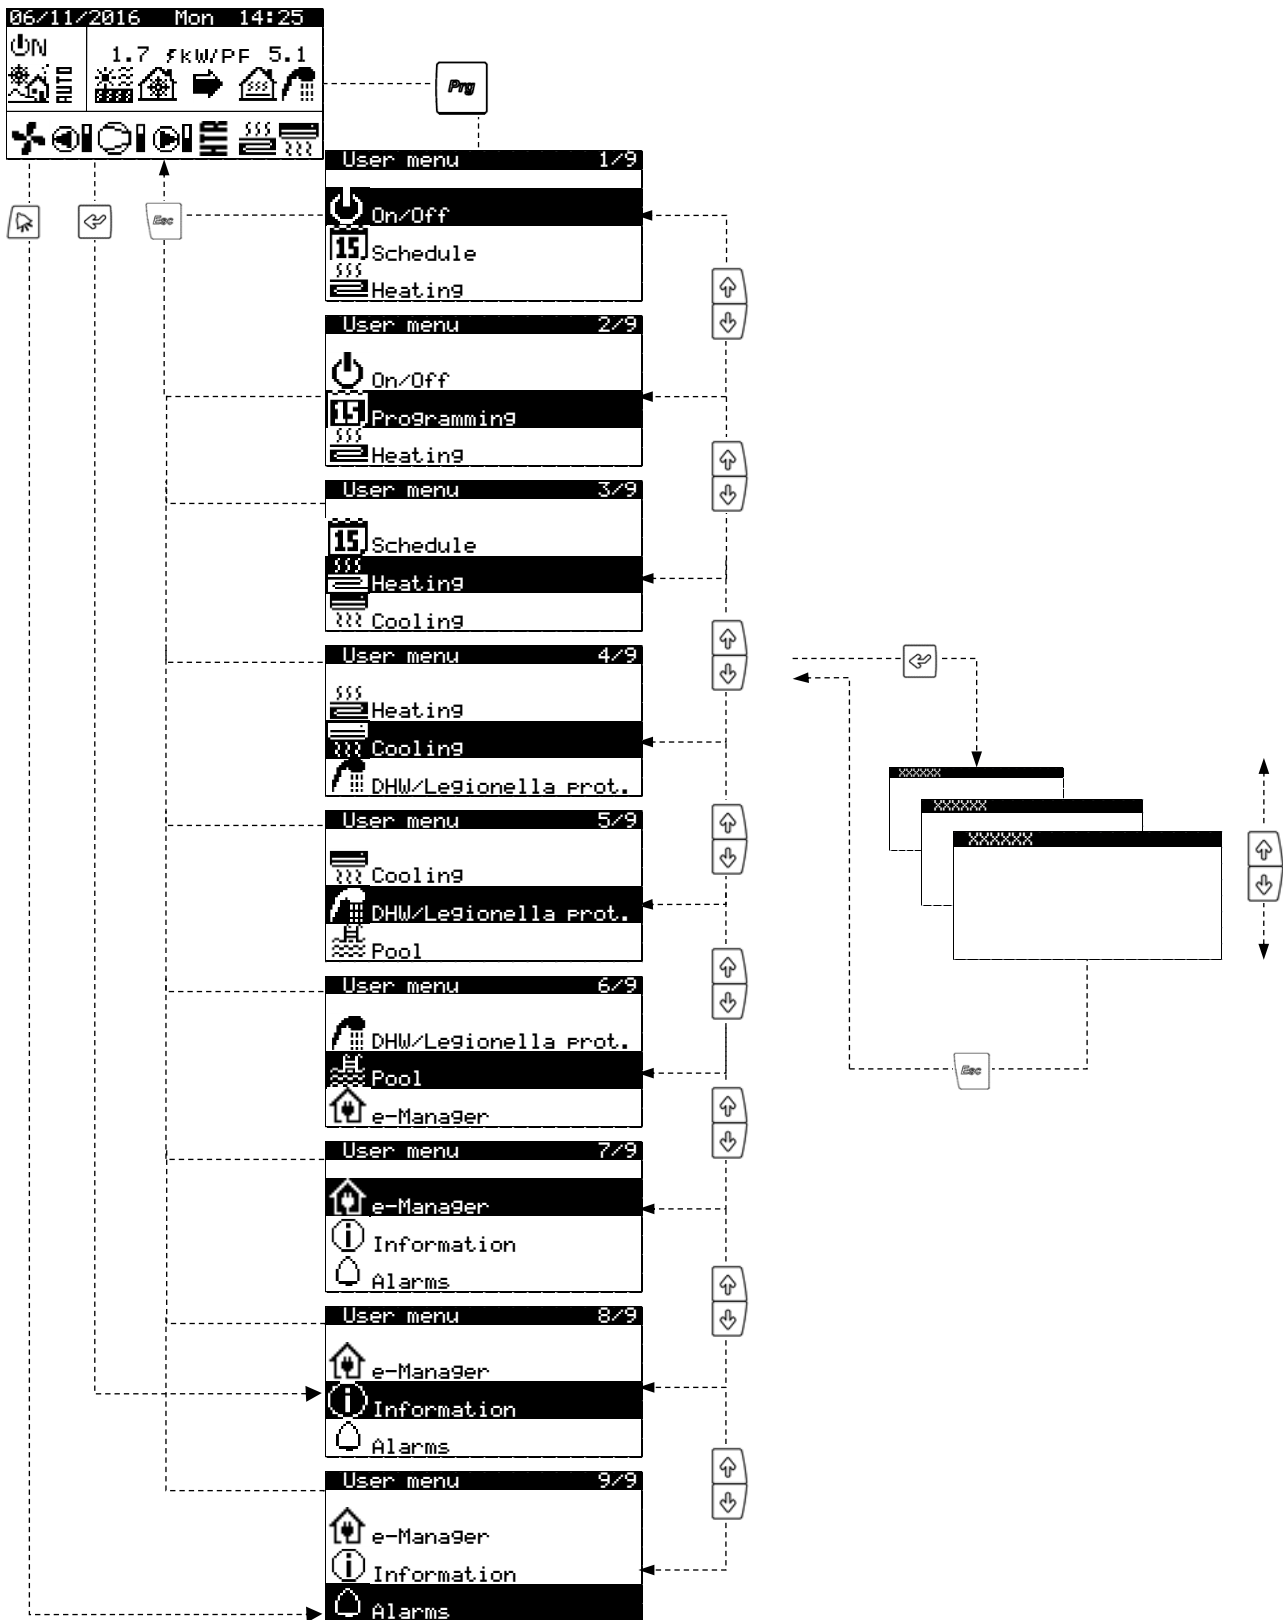 06/11/2016 Mon 14:25
ON
1.7 kW/PF 5.1
AUTO
HTR
Prg
User menu 1/9
On/Off
Esc
15 Schedule
Heating
User menu 2/9
On/Off
15 Programming
Heating
User menu 3/9
15 Schedule
Heating
Cooling
User menu 4/9
Heating
Cooling
DHW/Legionella prot.
User menu 5/9
Cooling
DHW/Legionella prot.
Pool
User menu 6/9
DHW/Legionella prot.
Pool
e-Manager
User menu 7/9
e-Manager
i Information
Alarms
User menu 8/9
e-Manager
i Information
Alarms
User menu 9/9
e-Manager
i Information
Alarms
XXXXXX
XXXXXX
XXXXXX
Esc